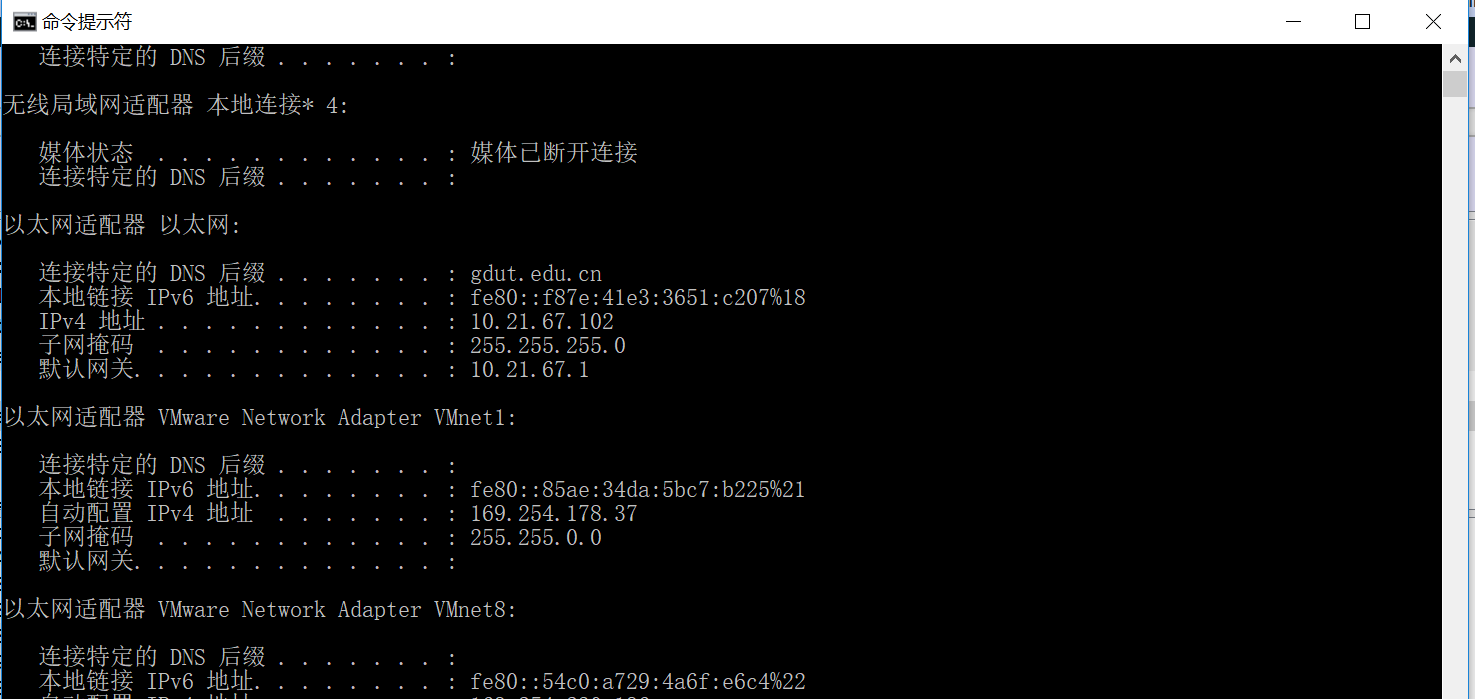 命令提示符
连接特定的 DNS 后缀 . . . . . . . :
无线局域网适配器 本地连接* 4:
媒体状态 . . . . . . . . . . . . : 媒体已断开连接
连接特定的 DNS 后缀 . . . . . . . :
以太网适配器 以太网:
连接特定的 DNS 后缀 . . . . . . . : gdut.edu.cn
本地链接 IPv6 地址. . . . . . . . : fe80::f87e:41e3:3651:c207%18
IPv4 地址 . . . . . . . . . . . . : 10.21.67.102
子网掩码 . . . . . . . . . . . . : 255.255.255.0
默认网关. . . . . . . . . . . . . : 10.21.67.1
以太网适配器 VMware Network Adapter VMnet1:
连接特定的 DNS 后缀 . . . . . . . :
本地链接 IPv6 地址. . . . . . . . : fe80::85ae:34da:5bc7:b225%21
自动配置 IPv4 地址 . . . . . . . : 169.254.178.37
子网掩码 . . . . . . . . . . . . : 255.255.0.0
默认网关. . . . . . . . . . . . . :
以太网适配器 VMware Network Adapter VMnet8:
连接特定的 DNS 后缀 . . . . . . . :
本地链接 IPv6 地址. . . . . . . . : fe80::54c0:a729:4a6f:e6c4%22